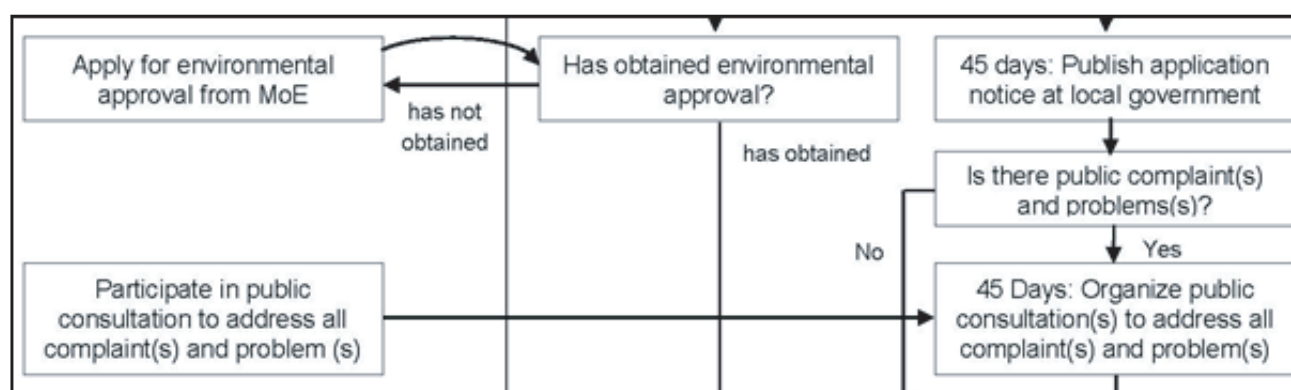 Apply for environmental
approval from MoE
has not
obtained
Has obtained environmental
approval?
has obtained
45 days: Publish application
notice at local government
Is there public complaint(s)
and problems(s)?
No
Yes
Participate in public
consultation to address all
complaint(s) and problem (s)
45 Days: Organize public
consultation(s) to address all
complaint(s) and problem(s)